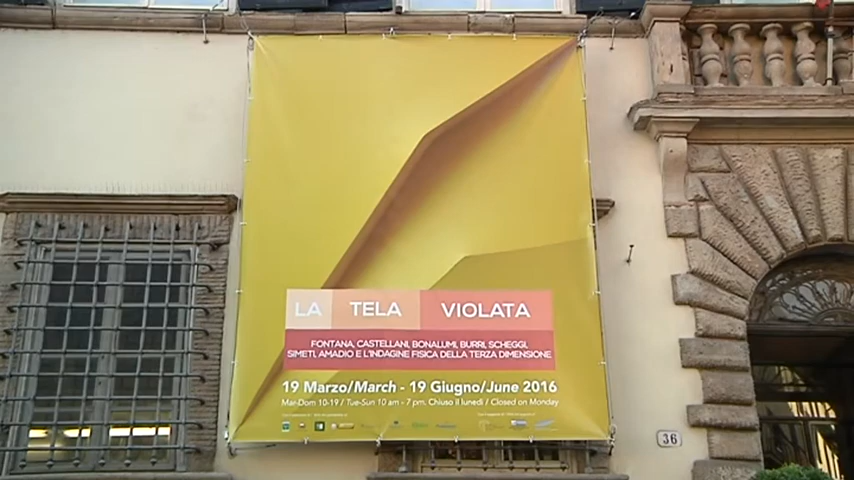 LA TELA VIOLATA
FONTANA, CASTELLANI, BONALUMI, BURRI, SCHEGGI,
SIMETI, AMADIO E L'INDAGINE FISICA DELLA TERZA DIMENSIONE
19 Marzo/March - 19 Giugno/June 2016
Mar-Dom 10-19 / Tue-Sun 10 am - 7 pm. Chiuso il lunedì / Closed on Monday
36